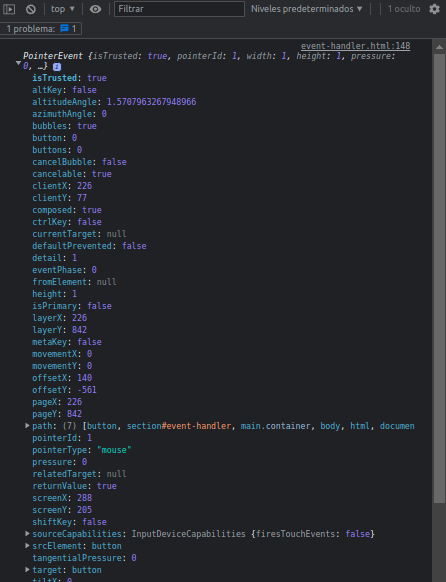 top
Filtrar
Niveles predeterminados
1 oculto
1 problema: 1
event-handler.html:148
PointerEvent {isTrusted: true, pointerId: 1, width: 1, height: 1, pressure:
0, …} i
isTrusted: true
altKey: false
altitudeAngle: 1.5707963267948966
azimuthAngle: 0
bubbles: true
button: 0
buttons: 0
cancelBubble: false
cancelable: true
clientX: 226
clientY: 77
composed: true
ctrlKey: false
currentTarget: null
defaultPrevented: false
detail: 1
eventPhase: 0
fromElement: null
height: 1
isPrimary: false
layerX: 226
layerY: 842
metaKey: false
movementX: 0
movementY: 0
offsetX: 140
offsetY: -561
pageX: 226
pageY: 842
path: (7) [button, section#event-handler, main.container, body, html, documen
pointerId: 1
pointerType: "mouse"
pressure: 0
relatedTarget: null
returnValue: true
screenX: 288
screenY: 205
shiftKey: false
sourceCapabilities: InputDeviceCapabilities {firesTouchEvents: false}
srcElement: button
tangentialPressure: 0
target: button
tiltX: 0